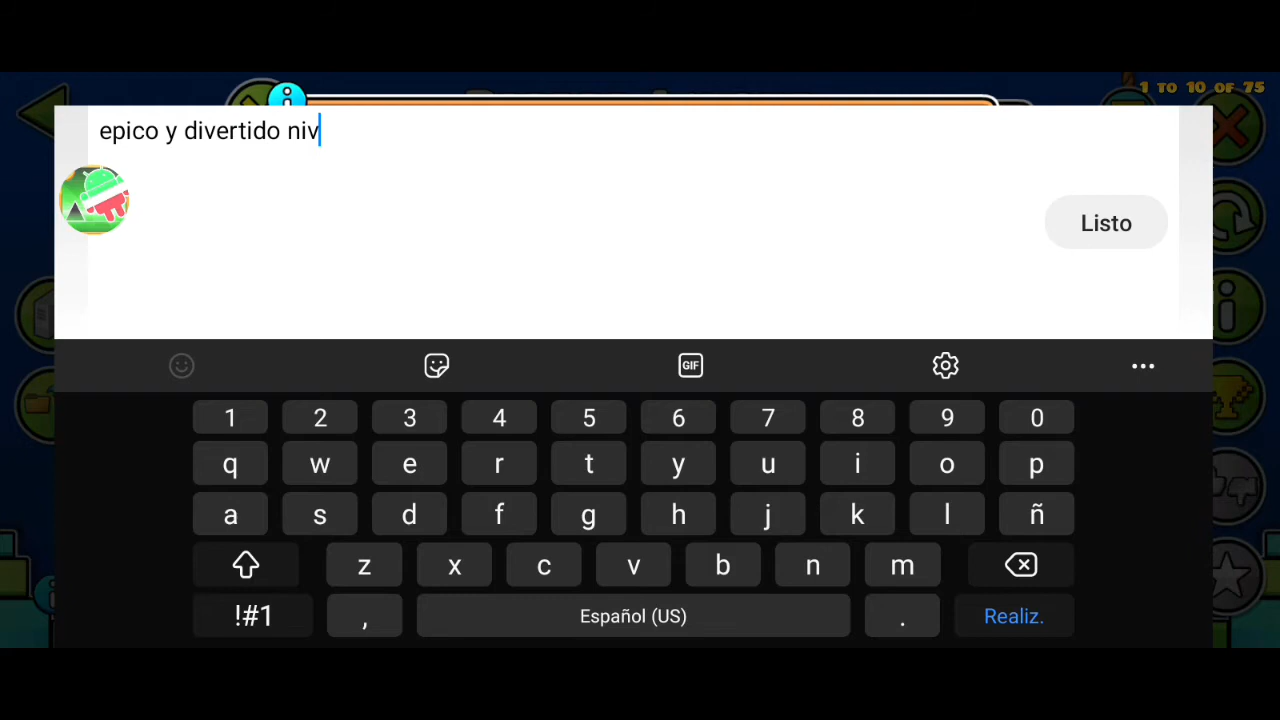 1 TO 10 OF 75
epico y divertido niv
Listo
GIF
1 2 3 4 5 6 7 8 9 0
q w e r t y u i o p
a s d f g h j k l ñ
z x c v b n m
!#1 , Español (US) . Realiz.